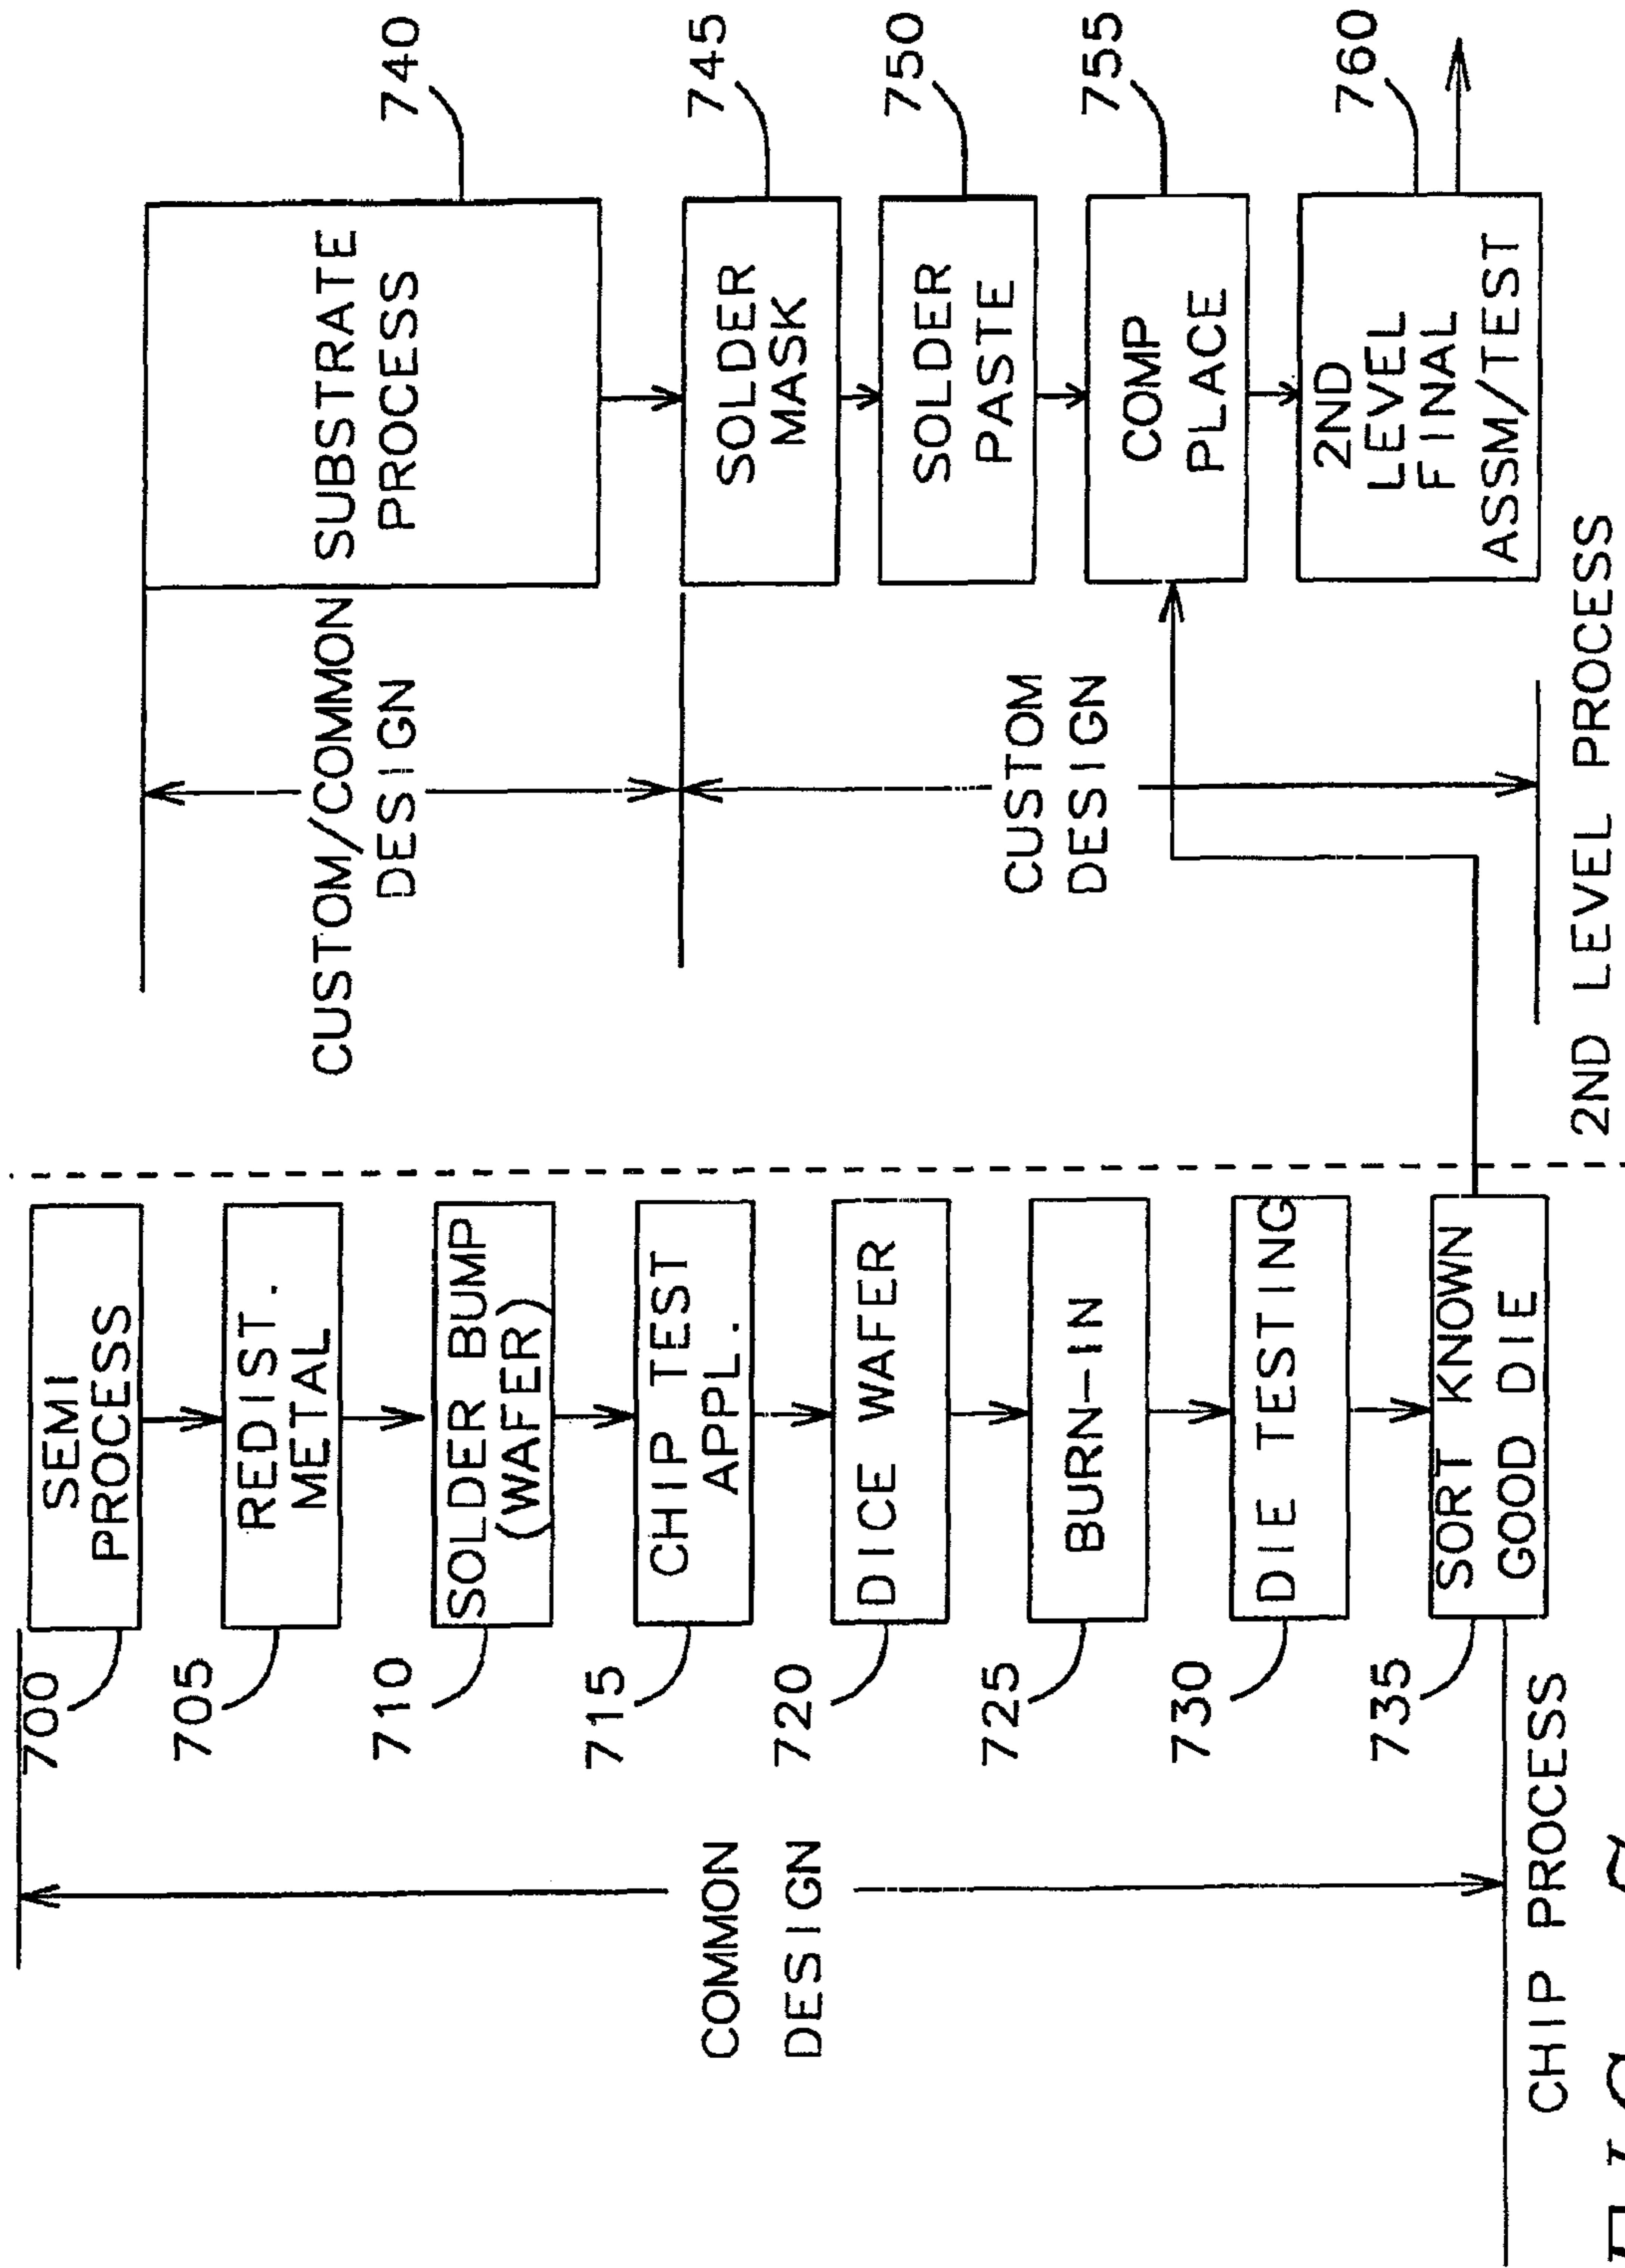 700
SEMI
PROCESS
705
REDIST.
METAL
710
SOLDER BUMP
(WAFER)
715
CHIP TEST
APPL.
720
DICE WAFER
725
BURN-IN
730
DIE TESTING
735
SORT KNOWN
GOOD DIE
COMMON
DESIGN
CHIP PROCESS
740
SUBSTRATE
PROCESS
745
SOLDER
MASK
750
SOLDER
PASTE
755
COMP
PLACE
760
2ND
LEVEL
FINAL
ASSM/TEST
CUSTOM/COMMON
DESIGN
CUSTOM
DESIGN
2ND LEVEL PROCESS